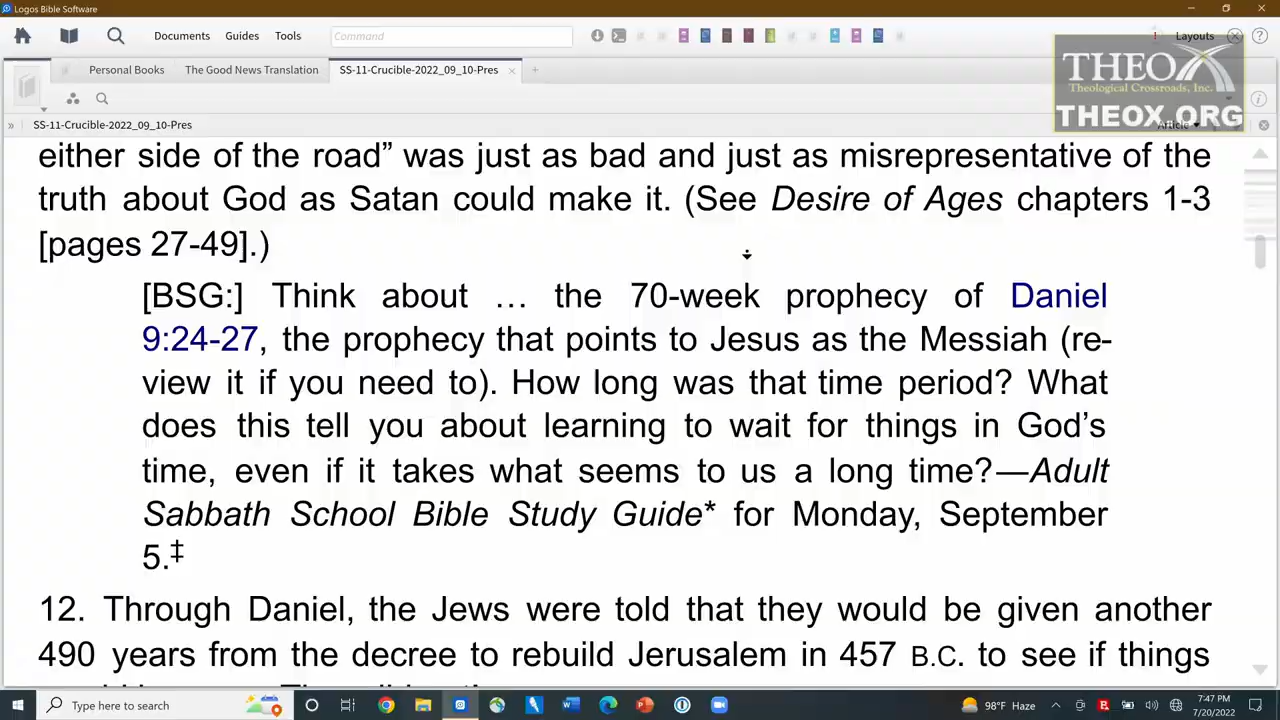 Logos Bible Software
Documents Guides Tools Command Layouts
THEOX
Theological Crossroads, Inc.
THEOX.ORG
Personal Books The Good News Translation SS-11-Crucible-2022_09_10-Pres
SS-11-Crucible-2022_09_10-Pres Article
either side of the road” was just as bad and just as misrepresentative of the
truth about God as Satan could make it. (See Desire of Ages chapters 1-3
[pages 27-49].)
[BSG:] Think about … the 70-week prophecy of Daniel
9:24-27, the prophecy that points to Jesus as the Messiah (re-
view it if you need to). How long was that time period? What
does this tell you about learning to wait for things in God’s
time, even if it takes what seems to us a long time?—Adult
Sabbath School Bible Study Guide* for Monday, September
5.‡
12. Through Daniel, the Jews were told that they would be given another
490 years from the decree to rebuild Jerusalem in 457 B.C. to see if things
Type here to search
98°F Haze
7:47 PM
7/20/2022